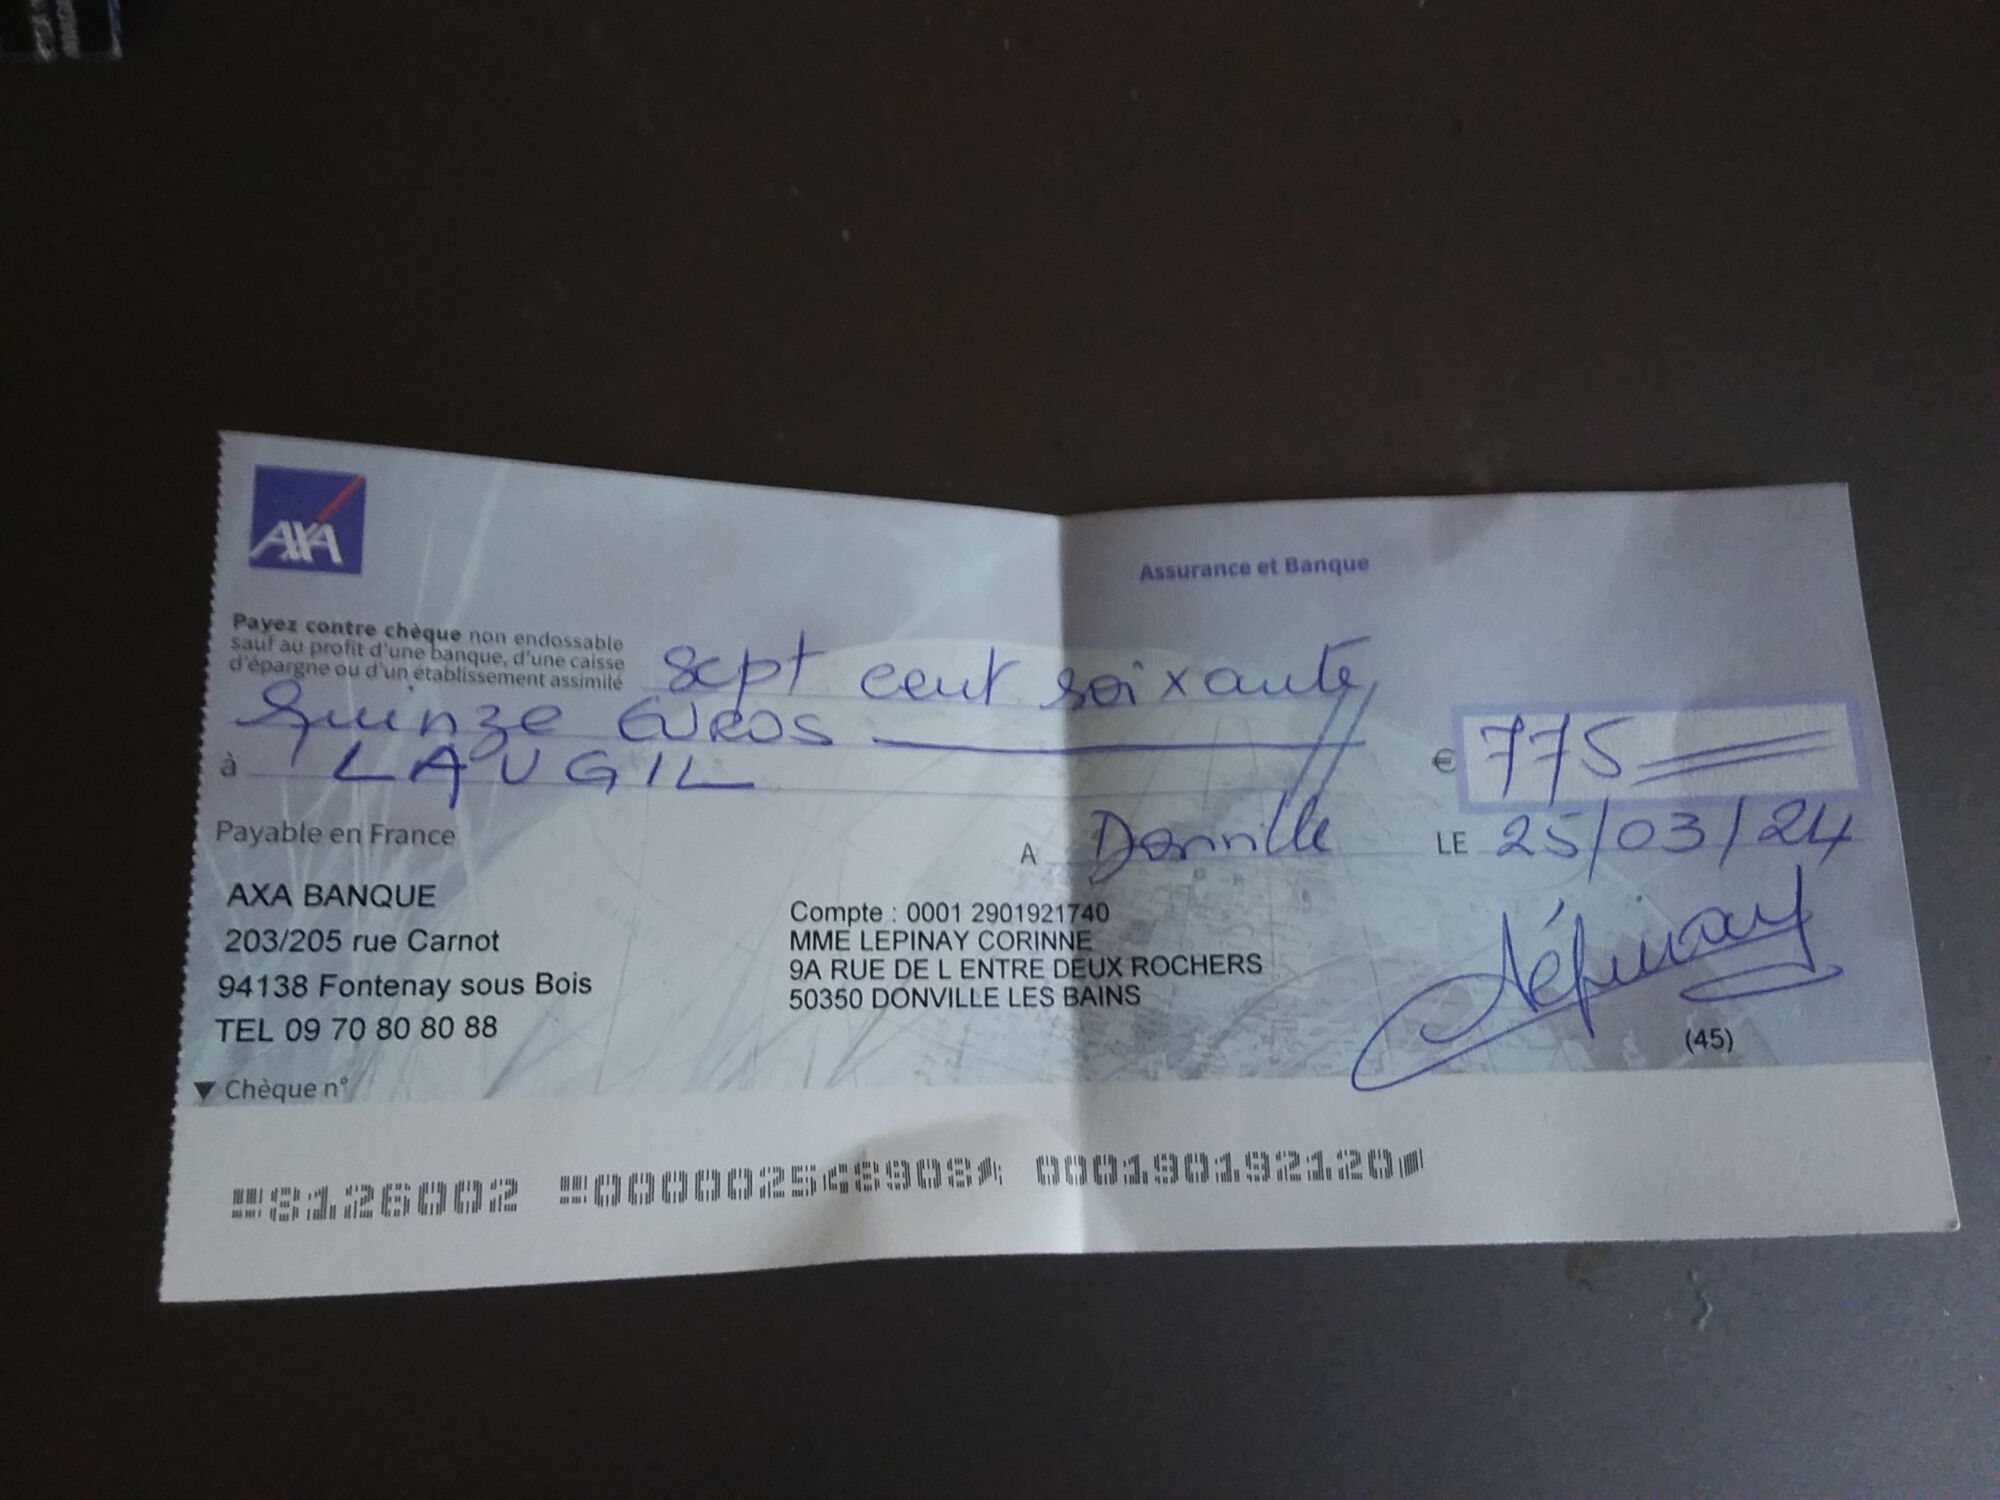 AXA
Assurance et Banque
Payez contre chèque non endossable
sauf au profit d'une banque, d'une caisse
d'épargne ou d'un établissement assimilé
sept cent soixante
quinze EUROS
€ 775
à LAUGIL
Payable en France
A Donville LE 25/03/24
AXA BANQUE
203/205 rue Carnot
94138 Fontenay sous Bois
TEL 09 70 80 80 88
Compte : 0001 2901921740
MME LEPINAY CORINNE
9A RUE DE L ENTRE DEUX ROCHERS
50350 DONVILLE LES BAINS
Lépinay
(45)
Chèque n°
8126002 000190192120